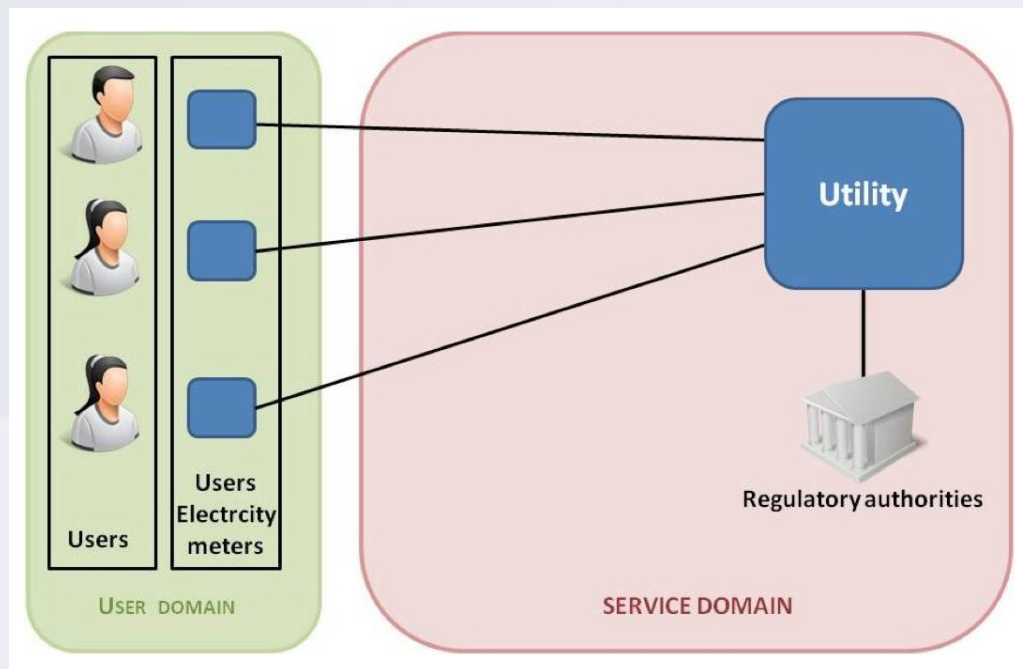 Utility
Regulatory authorities
Users
Electrcity
meters
Users
USER DOMAIN
SERVICE DOMAIN